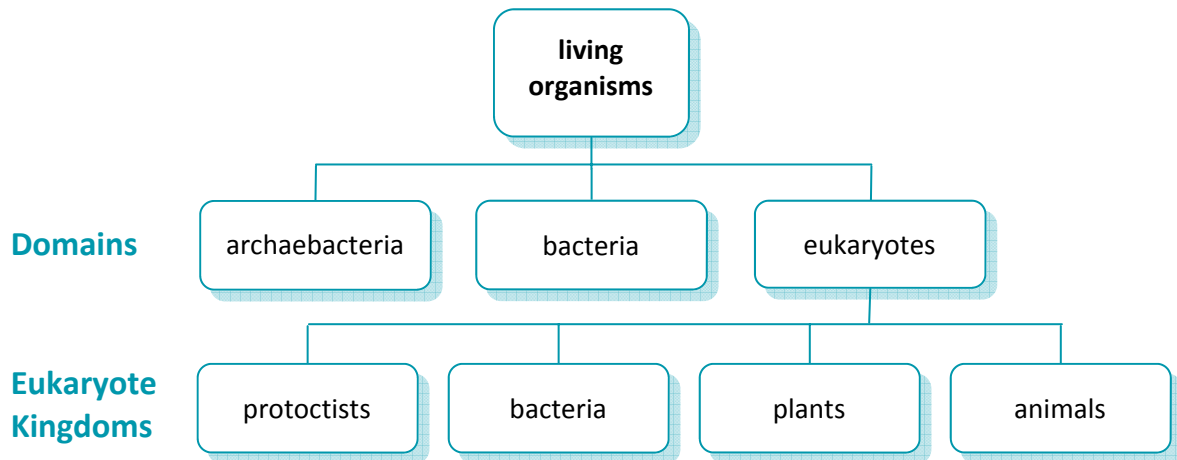 living
organisms
Domains
archaebacteria
bacteria
eukaryotes
Eukaryote
Kingdoms
protoctists
bacteria
plants
animals